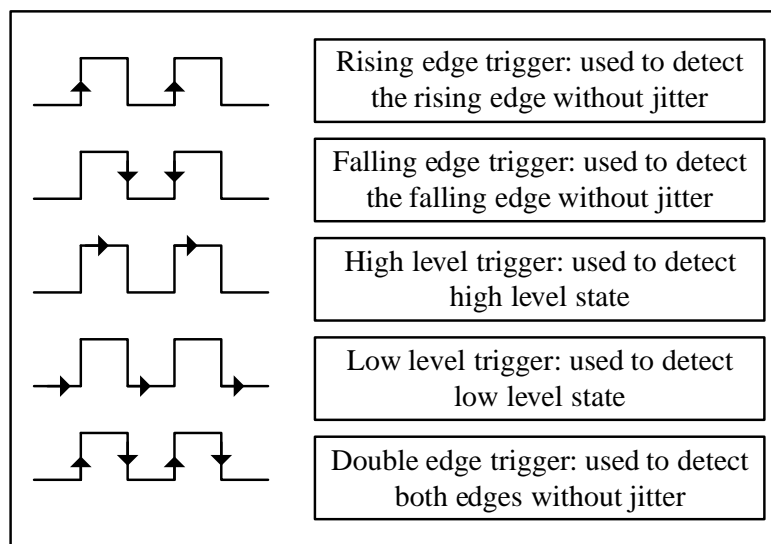 Rising edge trigger: used to detect
the rising edge without jitter
Falling edge trigger: used to detect
the falling edge without jitter
High level trigger: used to detect
high level state
Low level trigger: used to detect
low level state
Double edge trigger: used to detect
both edges without jitter